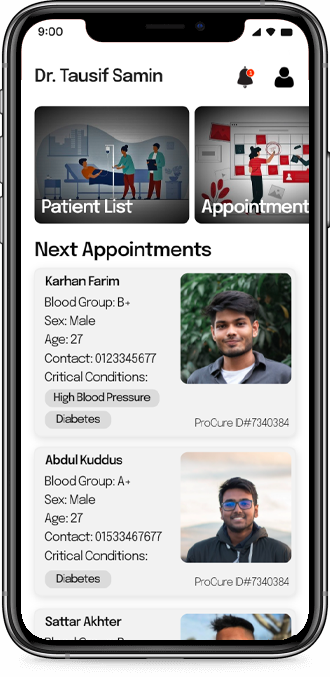 9:00
Dr. Tausif Samin
1
Patient List
Appointment
Next Appointments
Karhan Farim
Blood Group: B+
Sex: Male
Age: 27
Contact: 0123345677
Critical Conditions:
High Blood Pressure
Diabetes
ProCure ID#7340384
Abdul Kuddus
Blood Group: A+
Sex: Male
Age: 27
Contact: 01533467677
Critical Conditions:
Diabetes
ProCure ID#7340384
Sattar Akhter